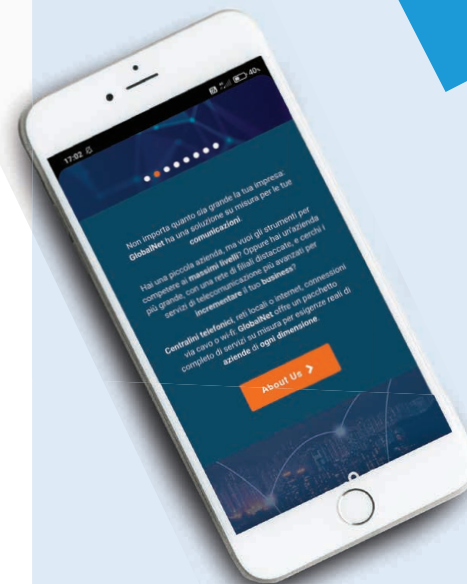 17:02
40%
Non importa quanto sia grande la tua impresa:
GlobalNet ha una soluzione su misura per le tue
comunicazioni.
Hai una piccola azienda, ma vuoi gli strumenti per
competere ai massimi livelli? Oppure hai un'azienda
più grande, con una rete di filiali distaccate, e cerchi i
servizi di telecomunicazione più avanzati per
incrementare il tuo business?
Centralini telefonici, reti locali o internet, connessioni
via cavo o wi-fi: GlobalNet offre un pacchetto
completo di servizi su misura per esigenze reali di
aziende di ogni dimensione.
About Us